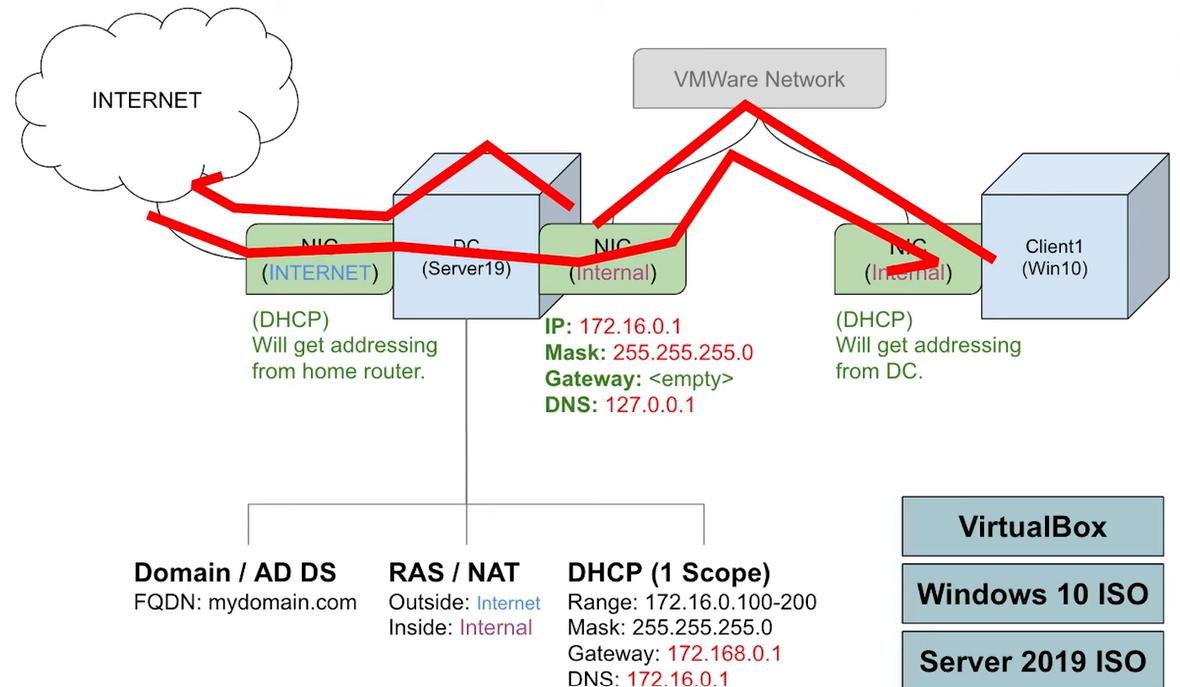 INTERNET
VMWare Network
NIC
(INTERNET)
DC
(Server19)
NIC
(Internal)
NIC
(Internal)
Client1
(Win10)
(DHCP)
Will get addressing
from home router.
IP: 172.16.0.1
Mask: 255.255.255.0
Gateway: <empty>
DNS: 127.0.0.1
(DHCP)
Will get addressing
from DC.
Domain / AD DS
FQDN: mydomain.com
RAS / NAT
Outside: Internet
Inside: Internal
DHCP (1 Scope)
Range: 172.16.0.100-200
Mask: 255.255.255.0
Gateway: 172.168.0.1
DNS: 172.16.0.1
VirtualBox
Windows 10 ISO
Server 2019 ISO